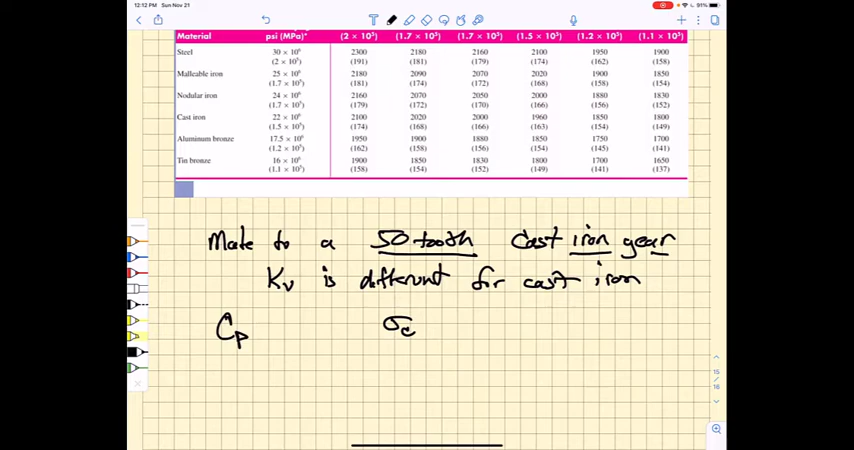 12:12 PM Sun Nov 21
91%
Material psi (MPa)* (2 × 10⁵) (1.7 × 10⁵) (1.7 × 10⁵) (1.5 × 10⁵) (1.2 × 10⁵) (1.1 × 10⁵)
Steel 30 × 10⁶ 2300 2180 2160 2100 1950 1900
(2 × 10⁵) (191) (181) (179) (174) (162) (158)
Malleable iron 25 × 10⁶ 2180 2090 2070 2020 1900 1850
(1.7 × 10⁵) (181) (174) (172) (168) (158) (154)
Nodular iron 24 × 10⁶ 2160 2070 2050 2000 1880 1830
(1.7 × 10⁵) (179) (172) (170) (166) (156) (152)
Cast iron 22 × 10⁶ 2100 2020 2000 1960 1850 1800
(1.5 × 10⁵) (174) (168) (166) (163) (154) (149)
Aluminum bronze 17.5 × 10⁶ 1950 1900 1880 1850 1750 1700
(1.2 × 10⁵) (162) (158) (156) (154) (145) (141)
Tin bronze 16 × 10⁶ 1900 1850 1830 1800 1700 1650
(1.1 × 10⁵) (158) (154) (152) (149) (141) (137)
Mate to a 50 tooth cast iron gear
Kv is different for cast iron
Cp σc
15
16